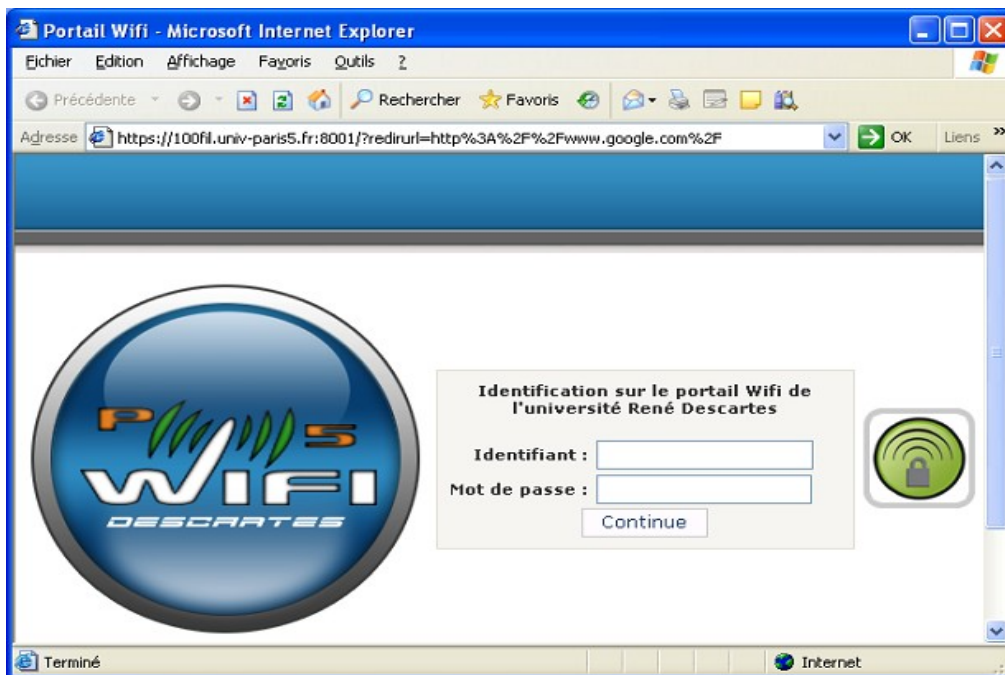 Portail Wifi - Microsoft Internet Explorer
Fichier Edition Affichage Favoris Outils ?
Précédente Rechercher Favoris
Adresse https://100fil.univ-paris5.fr:8001/?redirurl=http%3A%2F%2Fwww.google.com%2F OK Liens »
Identification sur le portail Wifi de
l'université René Descartes
P 5
WIFI
DESCARTES
Identifiant :
Mot de passe :
Continue
Terminé Internet